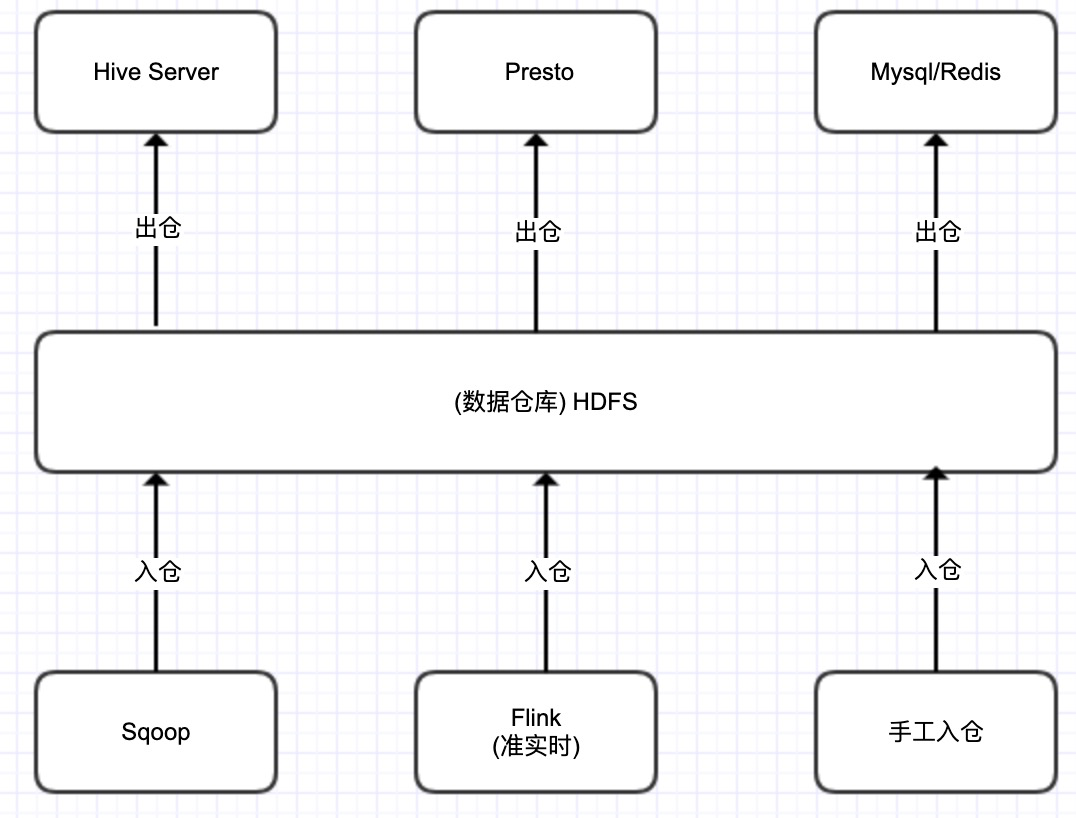 Hive Server
Presto
Mysql/Redis
出仓
出仓
出仓
(数据仓库) HDFS
入仓
入仓
入仓
Sqoop
Flink
(准实时)
手工入仓